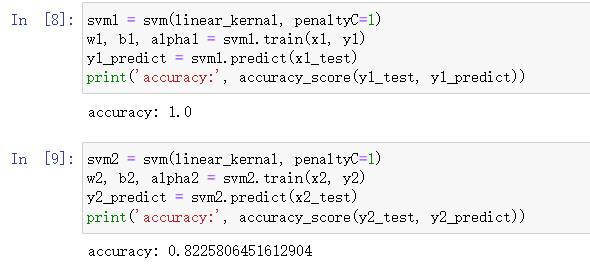 In [8]: svm1 = svm(linear_kernal, penaltyC=1)
w1, b1, alpha1 = svm1.train(x1, y1)
y1_predict = svm1.predict(x1_test)
print('accuracy:', accuracy_score(y1_test, y1_predict))
accuracy: 1.0
In [9]: svm2 = svm(linear_kernal, penaltyC=1)
w2, b2, alpha2 = svm2.train(x2, y2)
y2_predict = svm2.predict(x2_test)
print('accuracy:', accuracy_score(y2_test, y2_predict))
accuracy: 0.8225806451612904